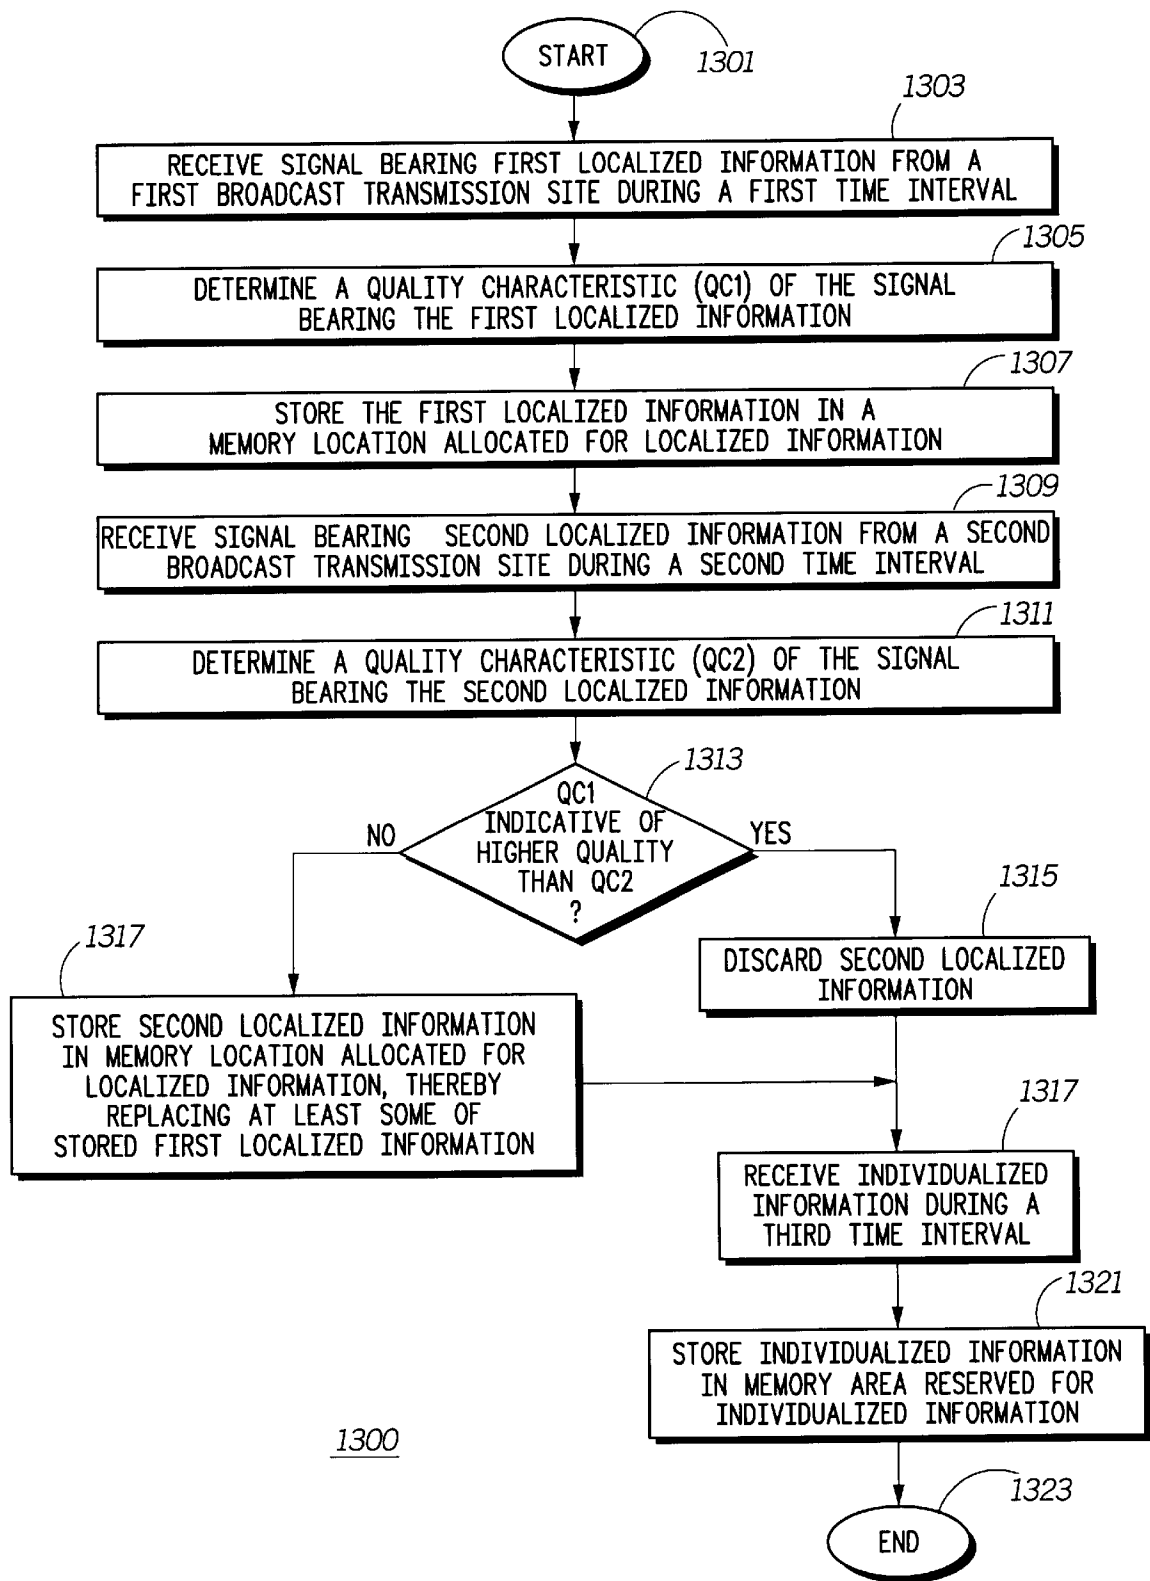 START
1301
1303
RECEIVE SIGNAL BEARING FIRST LOCALIZED INFORMATION FROM A
FIRST BROADCAST TRANSMISSION SITE DURING A FIRST TIME INTERVAL
1305
DETERMINE A QUALITY CHARACTERISTIC (QC1) OF THE SIGNAL
BEARING THE FIRST LOCALIZED INFORMATION
1307
STORE THE FIRST LOCALIZED INFORMATION IN A
MEMORY LOCATION ALLOCATED FOR LOCALIZED INFORMATION
1309
RECEIVE SIGNAL BEARING SECOND LOCALIZED INFORMATION FROM A SECOND
BROADCAST TRANSMISSION SITE DURING A SECOND TIME INTERVAL
1311
DETERMINE A QUALITY CHARACTERISTIC (QC2) OF THE SIGNAL
BEARING THE SECOND LOCALIZED INFORMATION
1313
QC1
INDICATIVE OF
HIGHER QUALITY
THAN QC2
?
NO
YES
1315
DISCARD SECOND LOCALIZED
INFORMATION
1317
STORE SECOND LOCALIZED INFORMATION
IN MEMORY LOCATION ALLOCATED FOR
LOCALIZED INFORMATION, THEREBY
REPLACING AT LEAST SOME OF
STORED FIRST LOCALIZED INFORMATION
1317
RECEIVE INDIVIDUALIZED
INFORMATION DURING A
THIRD TIME INTERVAL
1321
STORE INDIVIDUALIZED INFORMATION
IN MEMORY AREA RESERVED FOR
INDIVIDUALIZED INFORMATION
1300
1323
END